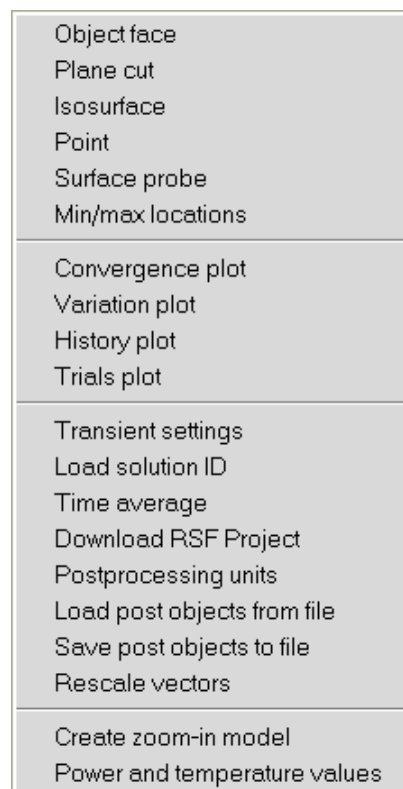 Object face
Plane cut
Isosurface
Point
Surface probe
Min/max locations
Convergence plot
Variation plot
History plot
Trials plot
Transient settings
Load solution ID
Time average
Download RSF Project
Postprocessing units
Load post objects from file
Save post objects to file
Rescale vectors
Create zoom-in model
Power and temperature values